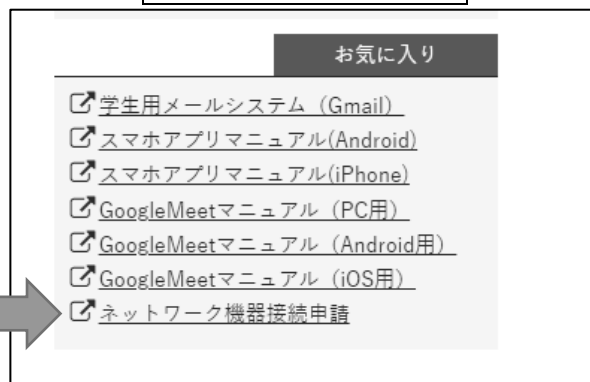 お気に入り
学生用メールシステム（Gmail）
スマホアプリマニュアル(Android)
スマホアプリマニュアル(iPhone)
GoogleMeetマニュアル（PC用）
GoogleMeetマニュアル（Android用）
GoogleMeetマニュアル（iOS用）
ネットワーク機器接続申請